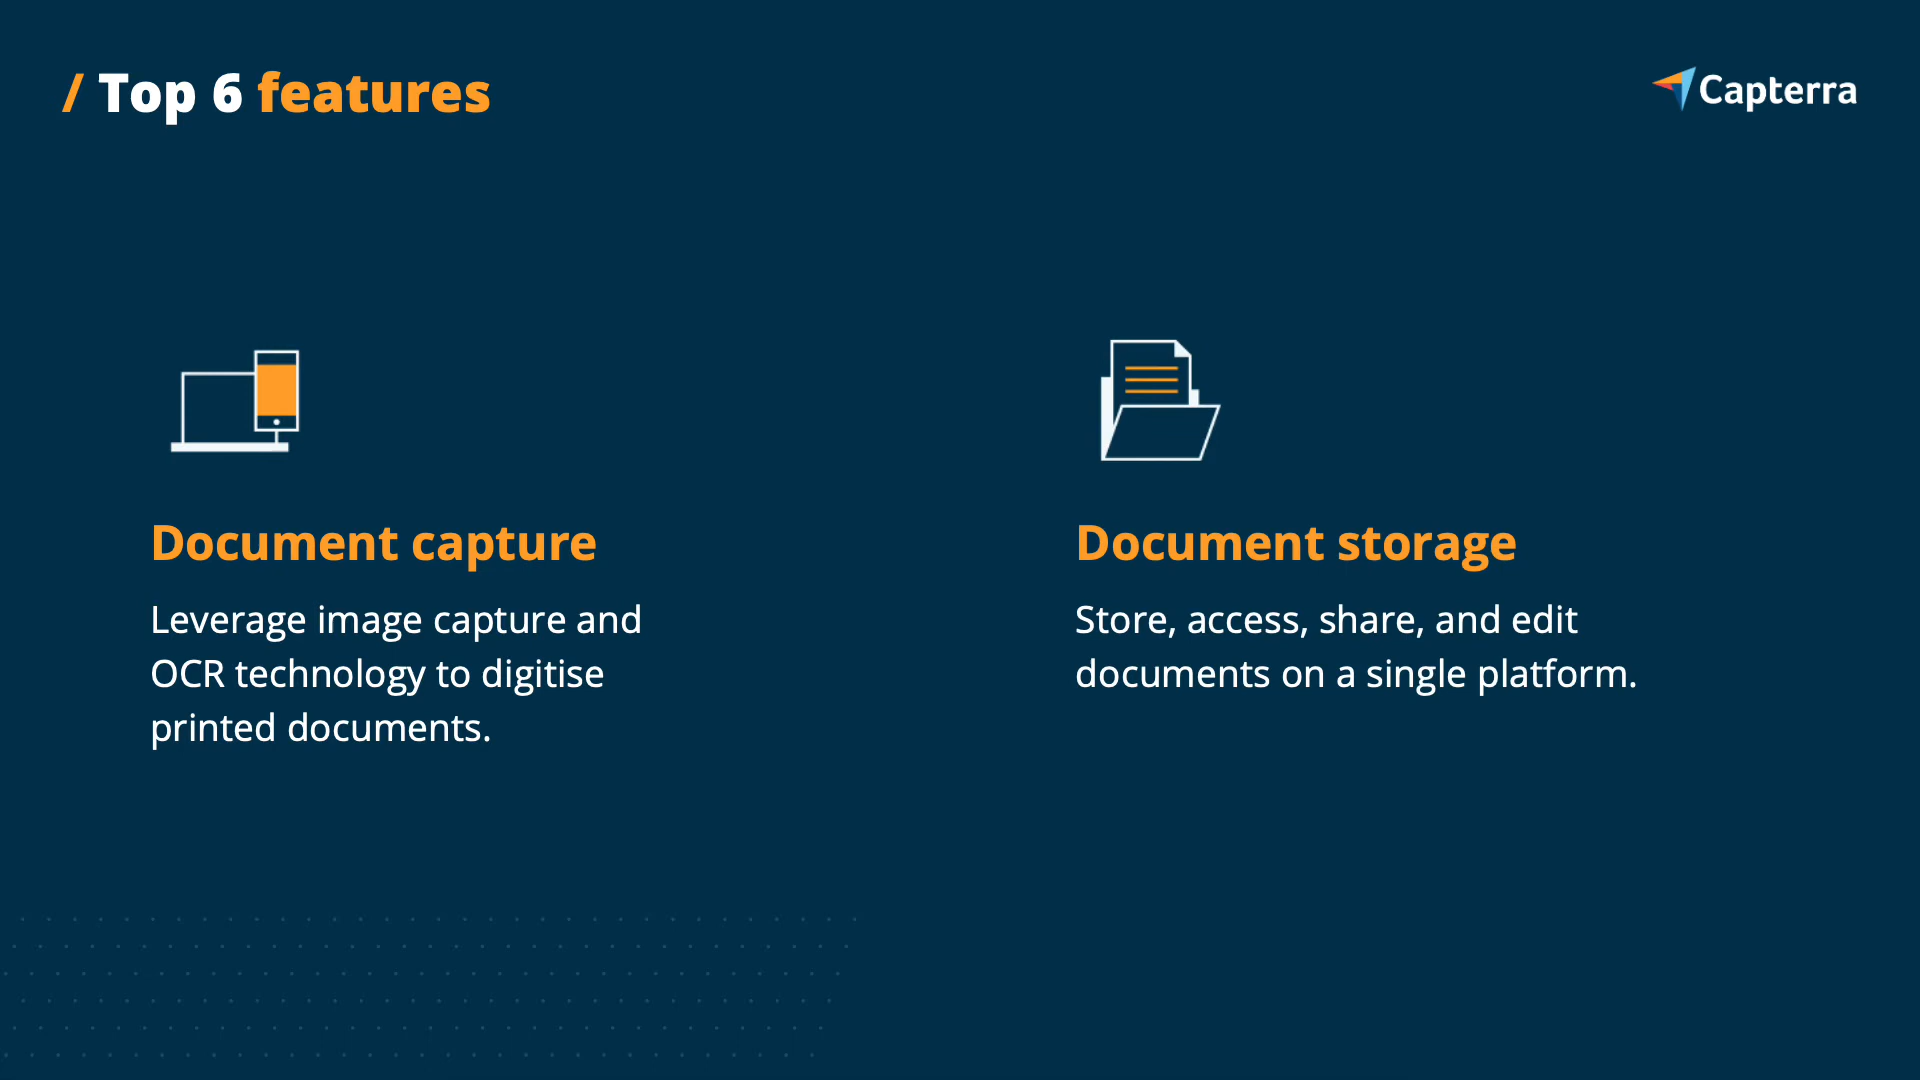 / Top 6 features
Capterra
Document capture
Leverage image capture and
OCR technology to digitise
printed documents.
Document storage
Store, access, share, and edit
documents on a single platform.